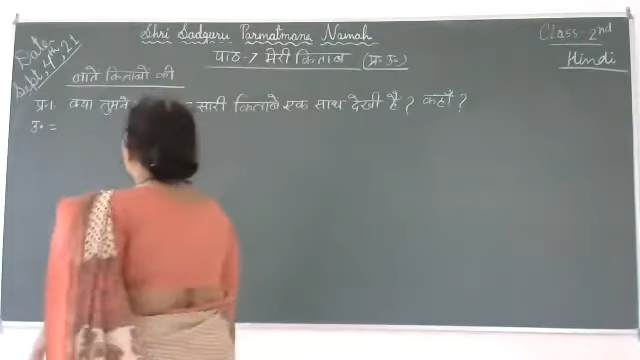 Shri Sadguru Parmatmane Namah
Class-2nd
Date-
Sept, 4th, 21
पाठ-7 मेरी किताब (प्र॰ उ॰)
Hindi
बातें किताबों की
प्र॰1. क्या तुमने सारी किताबें एक साथ देखी है? कहाँ?
उ॰ =